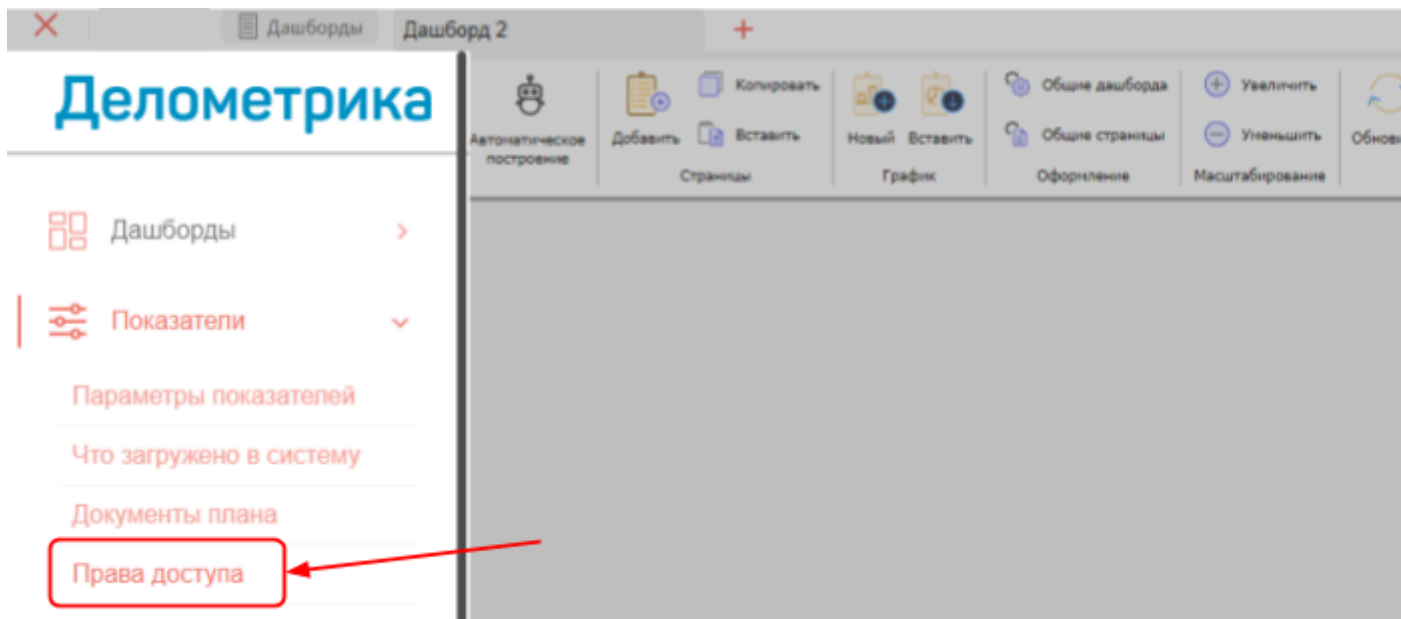 Дашборды Дашборд 2
Делометрика
Автоматическое построение
Добавить
Копировать
Вставить
Страницы
Новый Вставить
График
Общие дашборда
Общие страницы
Оформление
Увеличить
Уменьшить
Масштабирование
Дашборды
Показатели
Параметры показателей
Что загружено в систему
Документы плана
Права доступа